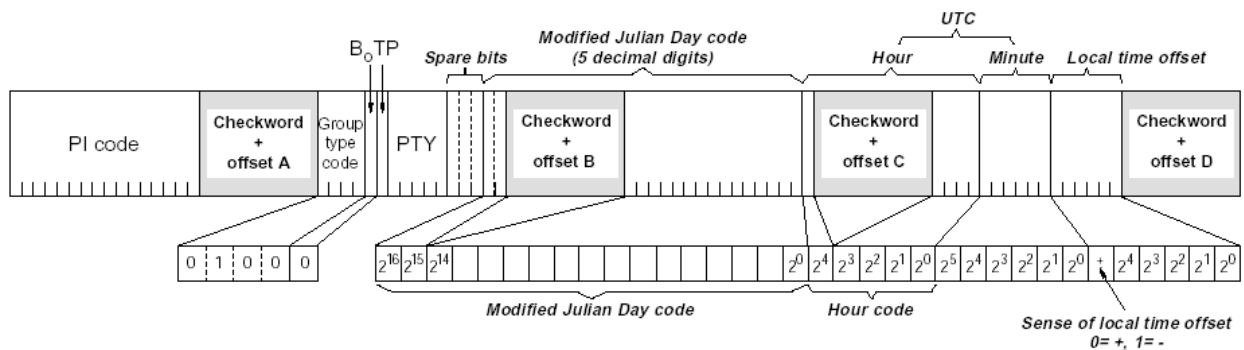 UTC
Modified Julian Day code
(5 decimal digits)
B₀ TP
Spare bits
Hour
Minute
Local time offset
PI code
Checkword
+
offset A
Group
type
code
PTY
Checkword
+
offset B
Checkword
+
offset C
Checkword
+
offset D
0 1 0 0 0
2¹⁶ 2¹⁵ 2¹⁴ 2⁰ 2⁴ 2³ 2² 2¹ 2⁰ 2⁵ 2⁴ 2³ 2² 2¹ 2⁰ + 2⁴ 2³ 2² 2¹ 2⁰
Modified Julian Day code
Hour code
Sense of local time offset
0= +, 1= -